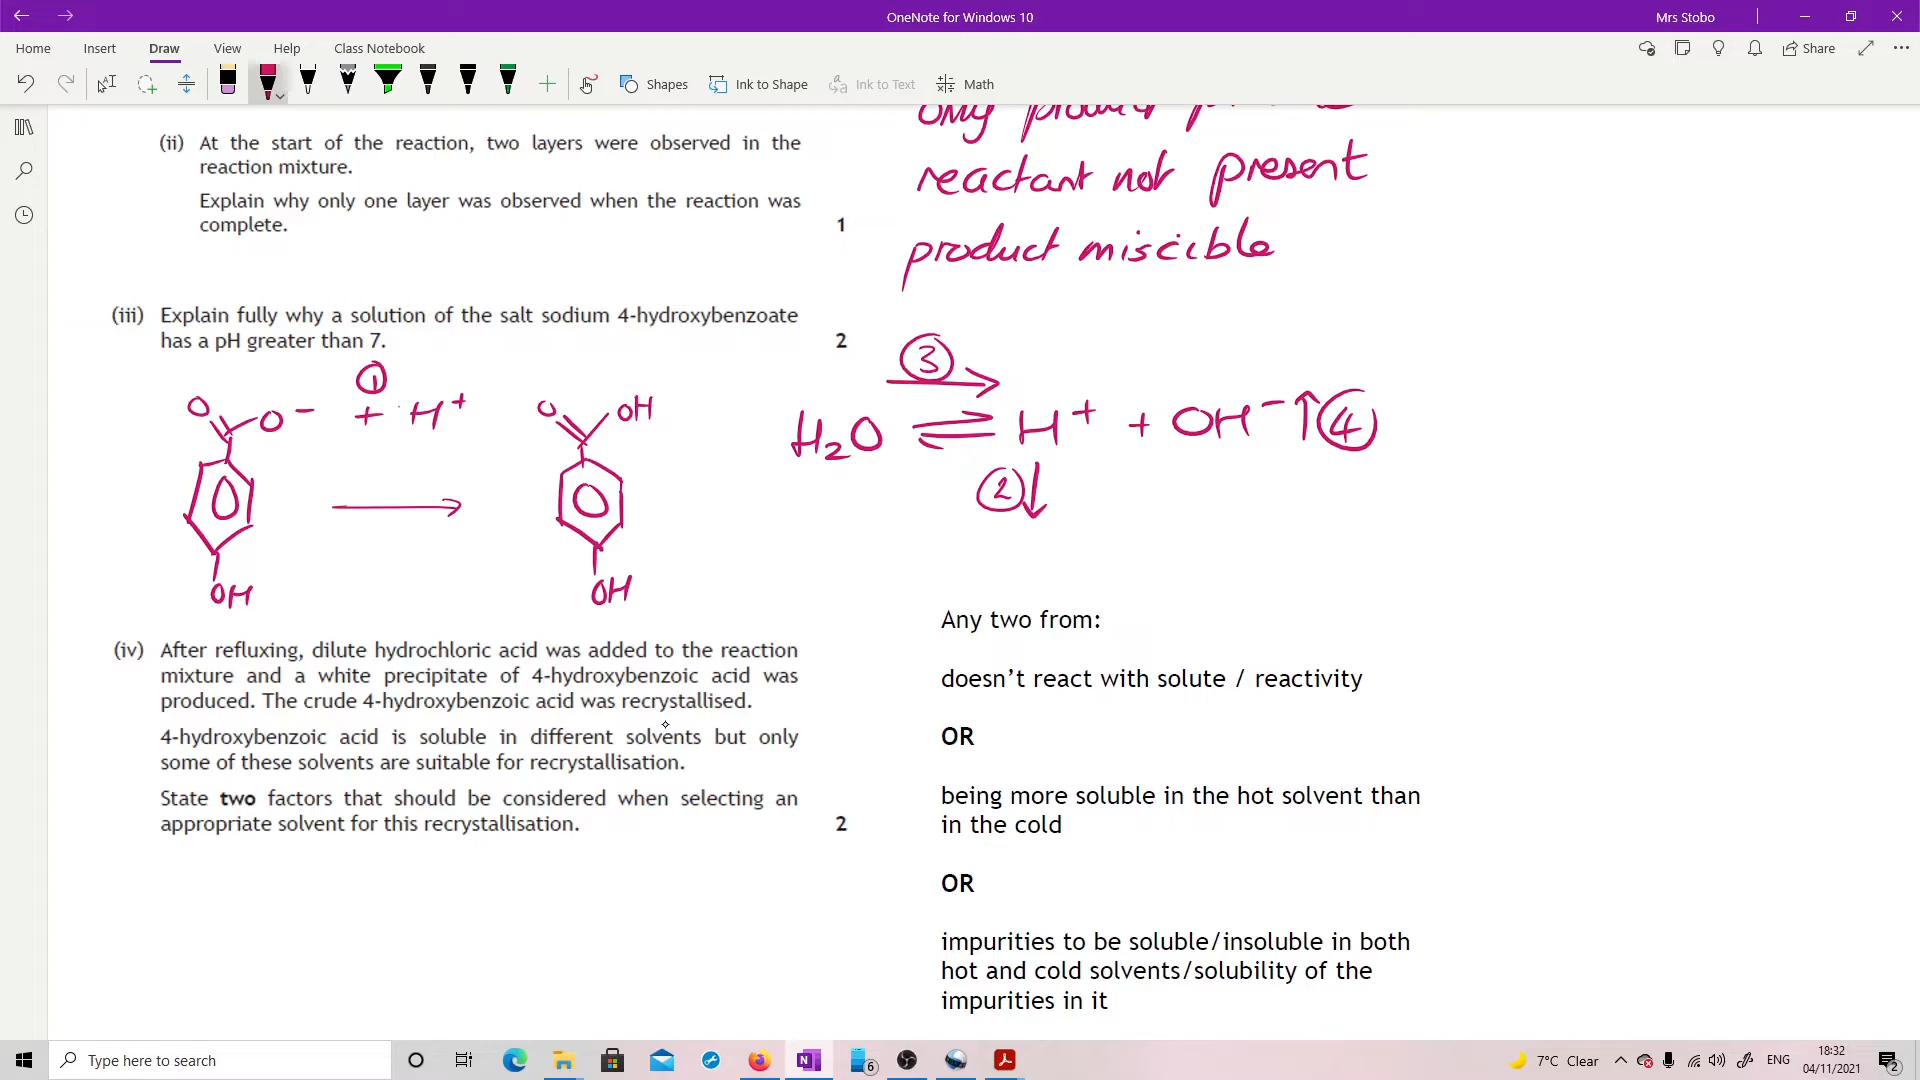 OneNote for Windows 10
Mrs Stobo
Home Insert Draw View Help Class Notebook
Share
Shapes Ink to Shape Ink to Text Math
(ii) At the start of the reaction, two layers were observed in the
reaction mixture.
Explain why only one layer was observed when the reaction was
complete. 1
only product
reactant not present
product miscible
(iii) Explain fully why a solution of the salt sodium 4-hydroxybenzoate
has a pH greater than 7. 2
①
O O⁻ + H⁺
OH
O OH
OH
③
H₂O ⇌ H⁺ + OH⁻ ↑ ④
② ↓
(iv) After refluxing, dilute hydrochloric acid was added to the reaction
mixture and a white precipitate of 4-hydroxybenzoic acid was
produced. The crude 4-hydroxybenzoic acid was recrystallised.
4-hydroxybenzoic acid is soluble in different solvents but only
some of these solvents are suitable for recrystallisation.
State two factors that should be considered when selecting an
appropriate solvent for this recrystallisation. 2
Any two from:
doesn’t react with solute / reactivity
OR
being more soluble in the hot solvent than
in the cold
OR
impurities to be soluble/insoluble in both
hot and cold solvents/solubility of the
impurities in it
Type here to search
6
7°C Clear
ENG
18:32
04/11/2021
2